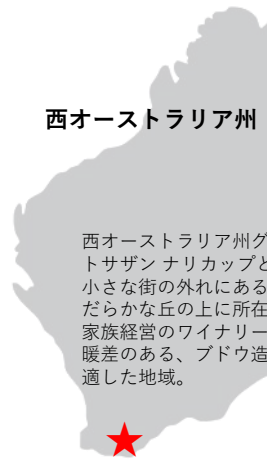 西オーストラリア州
西オーストラリア州グ
トサザン ナリカップと
小さな街の外れにある
だらかな丘の上に所在
家族経営のワイナリー
暖差のある、ブドウ造
適した地域。